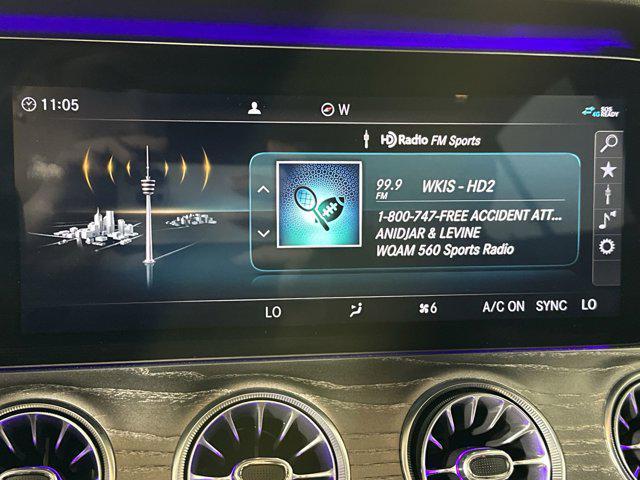 11:05
W
SOS
4G READY
HD Radio FM Sports
99.9 WKIS - HD2
FM
1-800-747-FREE ACCIDENT ATT...
ANIDJAR & LEVINE
WQAM 560 Sports Radio
LO 6 A/C ON SYNC LO